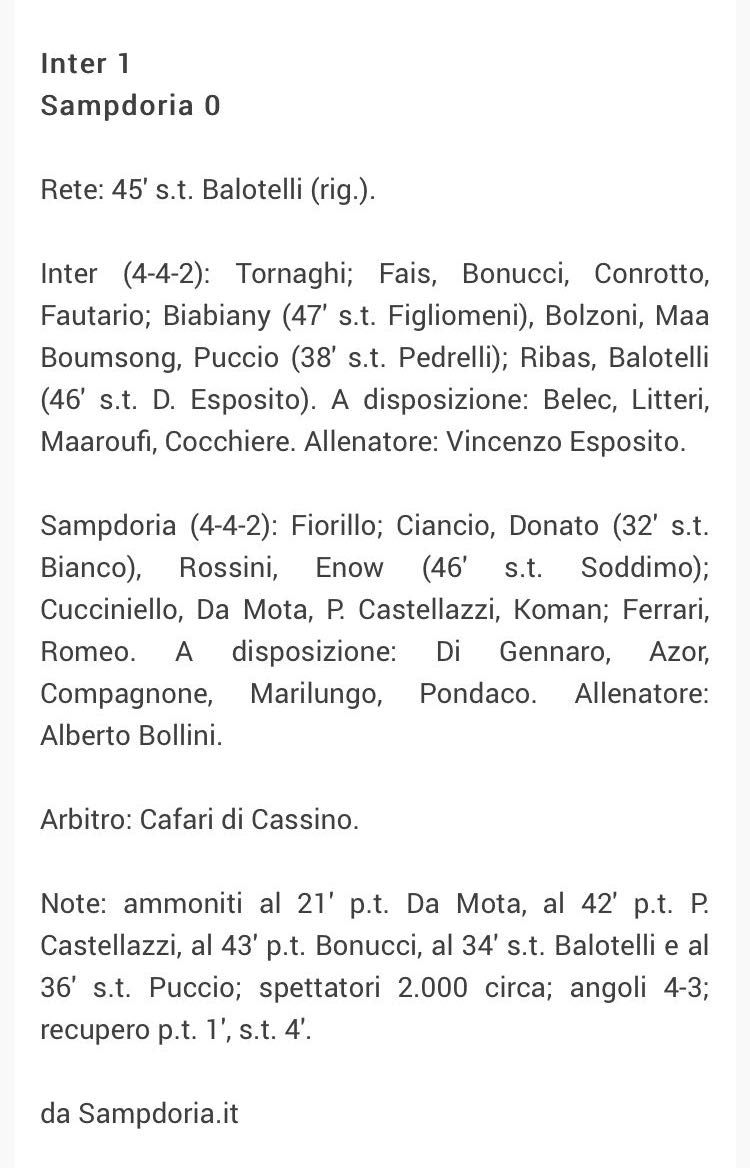 Inter 1
Sampdoria 0
Rete: 45' s.t. Balotelli (rig.).
Inter (4-4-2): Tornaghi; Fais, Bonucci, Conrotto,
Fautario; Biabiany (47' s.t. Figliomeni), Bolzoni, Maa
Boumsong, Puccio (38' s.t. Pedrelli); Ribas, Balotelli
(46' s.t. D. Esposito). A disposizione: Belec, Litteri,
Maaroufi, Cocchiere. Allenatore: Vincenzo Esposito.
Sampdoria (4-4-2): Fiorillo; Ciancio, Donato (32' s.t.
Bianco), Rossini, Enow (46' s.t. Soddimo);
Cucciniello, Da Mota, P. Castellazzi, Koman; Ferrari,
Romeo. A disposizione: Di Gennaro, Azor,
Compagnone, Marilungo, Pondaco. Allenatore:
Alberto Bollini.
Arbitro: Cafari di Cassino.
Note: ammoniti al 21' p.t. Da Mota, al 42' p.t. P.
Castellazzi, al 43' p.t. Bonucci, al 34' s.t. Balotelli e al
36' s.t. Puccio; spettatori 2.000 circa; angoli 4-3;
recupero p.t. 1', s.t. 4'.
da Sampdoria.it